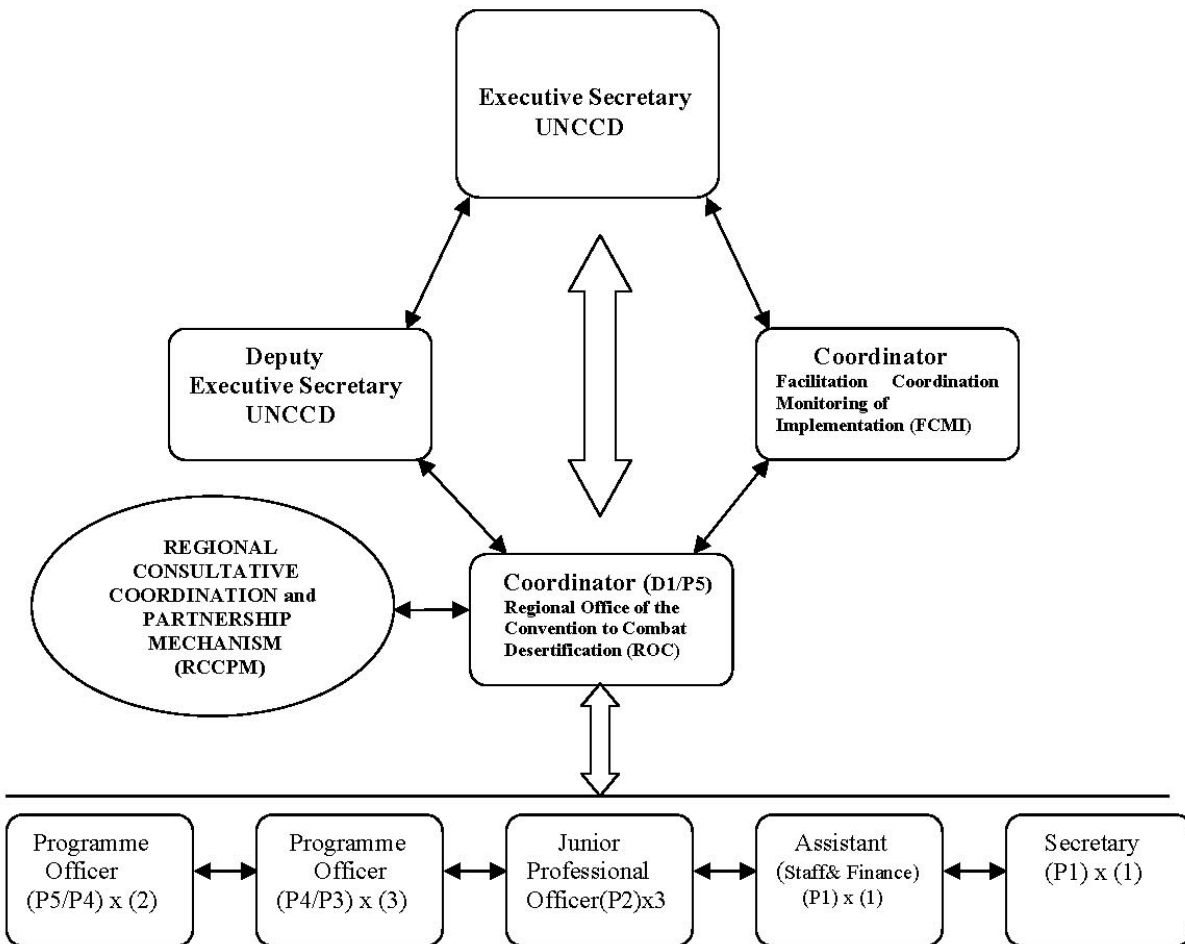 Executive Secretary
UNCCD
Deputy
Executive Secretary
UNCCD
Coordinator
Facilitation Coordination
Monitoring of
Implementation (FCMI)
REGIONAL
CONSULTATIVE
COORDINATION and
PARTNERSHIP
MECHANISM
(RCCPM)
Coordinator (D1/P5)
Regional Office of the
Convention to Combat
Desertification (ROC)
Programme
Officer
(P5/P4) x (2)
Programme
Officer
(P4/P3) x (3)
Junior
Professional
Officer(P2)x3
Assistant
(Staff& Finance)
(P1) x (1)
Secretary
(P1) x (1)